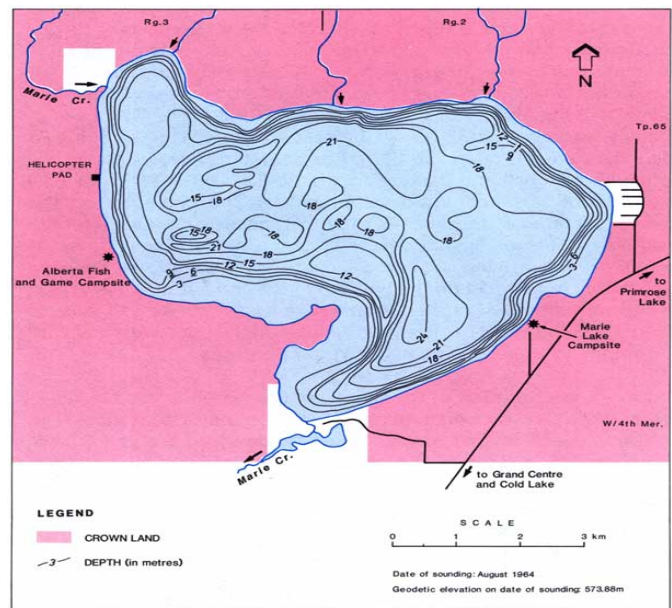 Rg.3
Rg.2
N
Marie Cr.
Tp.65
21
12
15
9
18
HELICOPTER
PAD
15
18
18
18
18
15
18
21
18
18
Alberta Fish
and Game Campsite
9
6
3
12
15
18
12
3
6
to
Primrose
Lake
24
21
18
Marie
Lake
Campsite
W/4th Mer.
Marie Cr.
to Grand Centre
and Cold Lake
LEGEND
CROWN LAND
3 DEPTH (in metres)
SCALE
0 1 2 3 km
Date of sounding: August 1964
Geodetic elevation on date of sounding: 573.88m